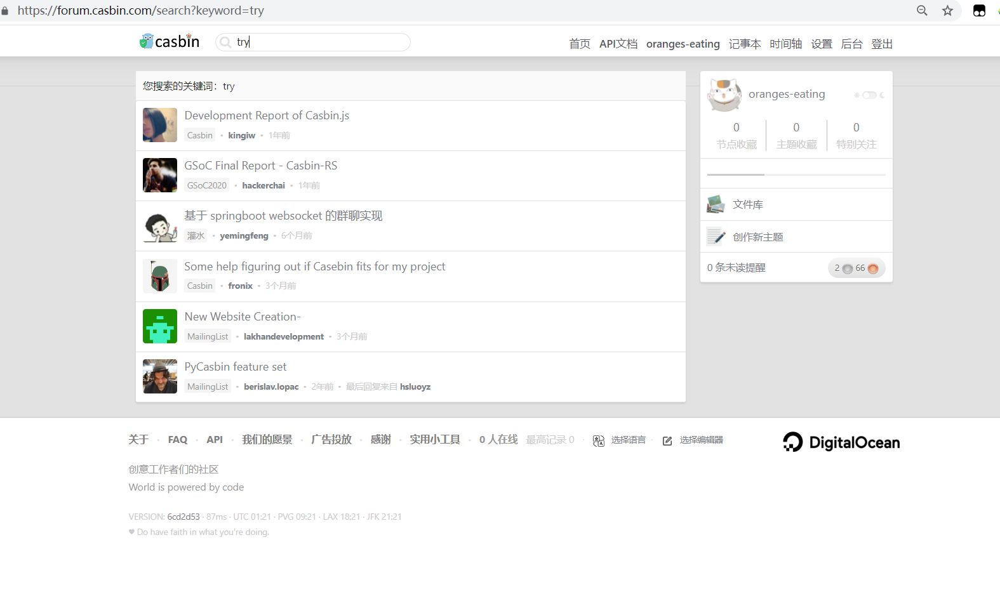 https://forum.casbin.com/search?keyword=try
casbin
try
首页 API文档 oranges-eating 记事本 时间轴 设置 后台 登出
您搜索的关键词：try
Development Report of Casbin.js
Casbin • kingiw • 1年前
GSoC Final Report - Casbin-RS
GSoC2020 • hackerchai • 1年前
基于 springboot websocket 的群聊实现
灌水 • yemingfeng • 6个月前
Some help figuring out if Casebin fits for my project
Casbin • fronix • 3个月前
New Website Creation-
MailingList • lakhandevelopment • 3个月前
PyCasbin feature set
MailingList • berislav.lopac • 2年前 • 最后回复来自 hsluoyz
oranges-eating
0 0 0
节点收藏 主题收藏 特别关注
文件库
创作新主题
0 条未读提醒 2 66
关于 · FAQ · API · 我们的愿景 · 广告投放 · 感谢 · 实用小工具 · 0 人在线 最高记录 0 · 选择语言 · 选择编辑器
DigitalOcean
创意工作者们的社区
World is powered by code
VERSION: 6cd2d53 · 87ms · UTC 01:21 · PVG 09:21 · LAX 18:21 · JFK 21:21
♥ Do have faith in what you're doing.